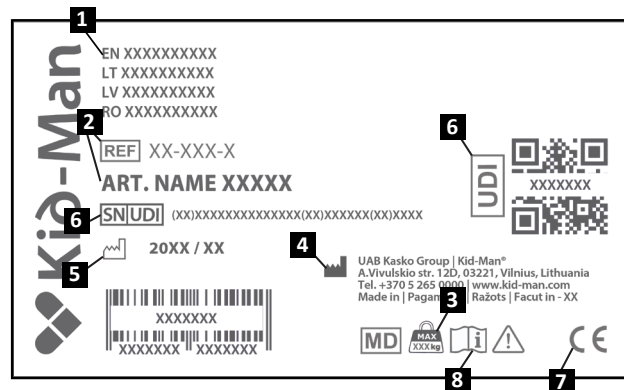 1
EN XXXXXXXXXX
LT XXXXXXXXXX
LV XXXXXXXXXX
RO XXXXXXXXXX
Kid-Man
2
REF XX-XXX-X
ART. NAME XXXXX
6
SN UDI (XX)XXXXXXXXXXXXXX(XX)XXXXXX(XX)XXXX
6
UDI
XXXXXXX
5
20XX / XX
4
UAB Kasko Group | Kid-Man®
A.Vivulskio str. 12D, 03221, Vilnius, Lithuania
Tel. +370 5 265 0000 | www.kid-man.com
Made in | Ražots | Facut in - XX
3
XXXXXXX
XXXXXXX XXXXXXX
MD
MAX
XXX kg
i
!
CE
8
7